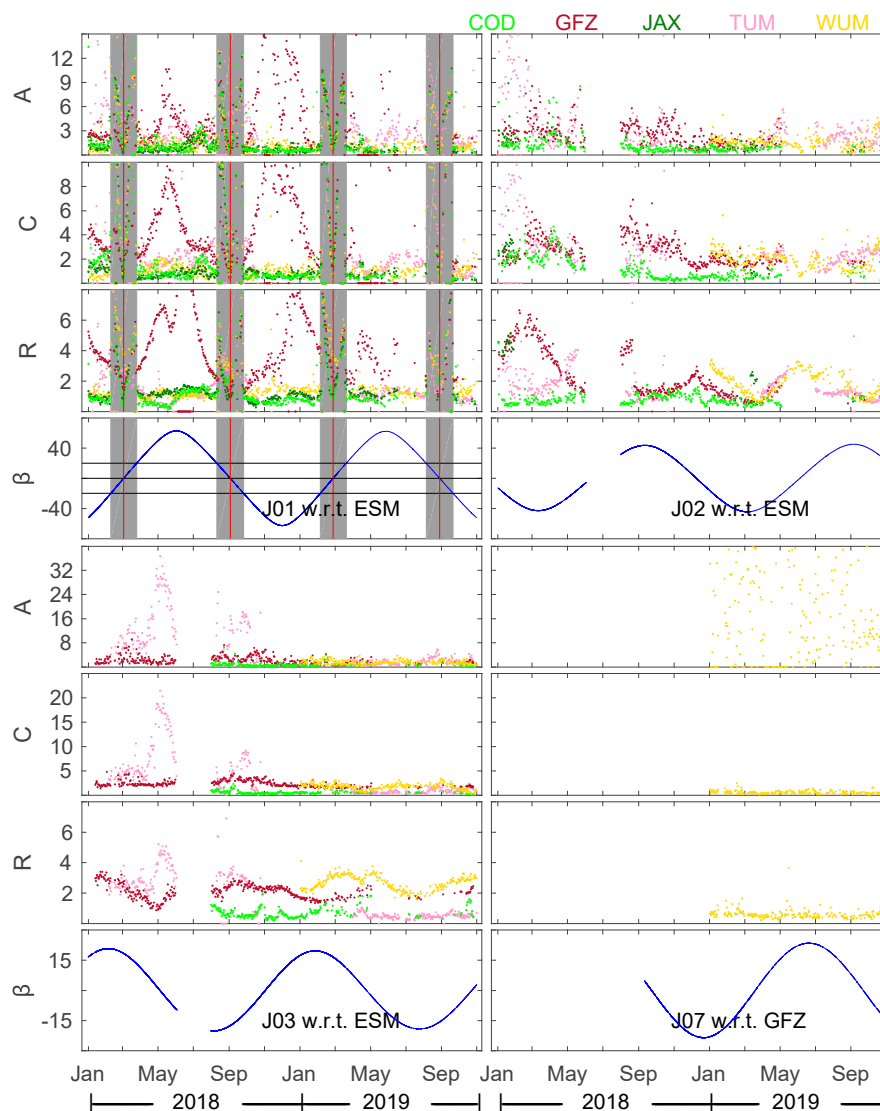 COD GFZ JAX TUM WUM
A
12
9
6
3
C
8
6
4
2
R
6
4
2
β
40
-40
J01 w.r.t. ESM
J02 w.r.t. ESM
A
32
24
16
8
C
20
15
10
5
R
6
4
2
β
15
-15
J03 w.r.t. ESM
J07 w.r.t. GFZ
Jan May Sep Jan May Sep Jan May Sep Jan May Sep
2018 2019 2018 2019